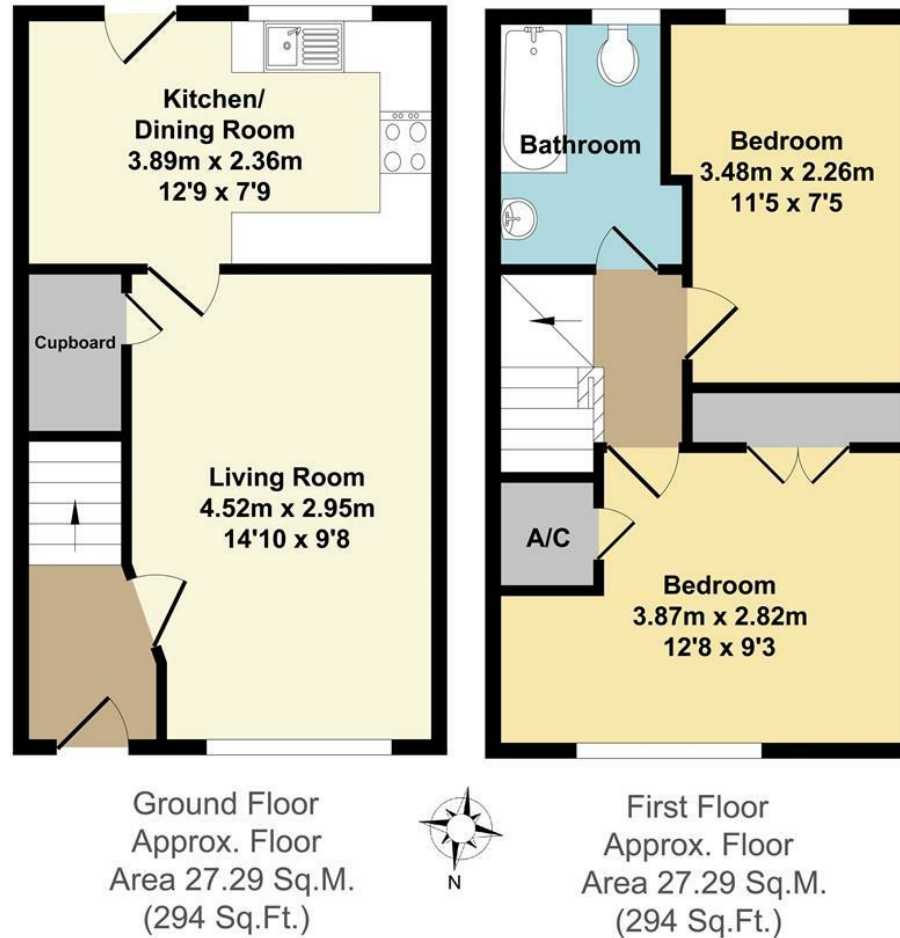 Kitchen/
Dining Room
3.89m x 2.36m
12'9 x 7'9
Cupboard
Living Room
4.52m x 2.95m
14'10 x 9'8
Ground Floor
Approx. Floor
Area 27.29 Sq.M.
(294 Sq.Ft.)
N
Bathroom
Bedroom
3.48m x 2.26m
11'5 x 7'5
A/C
Bedroom
3.87m x 2.82m
12'8 x 9'3
First Floor
Approx. Floor
Area 27.29 Sq.M.
(294 Sq.Ft.)